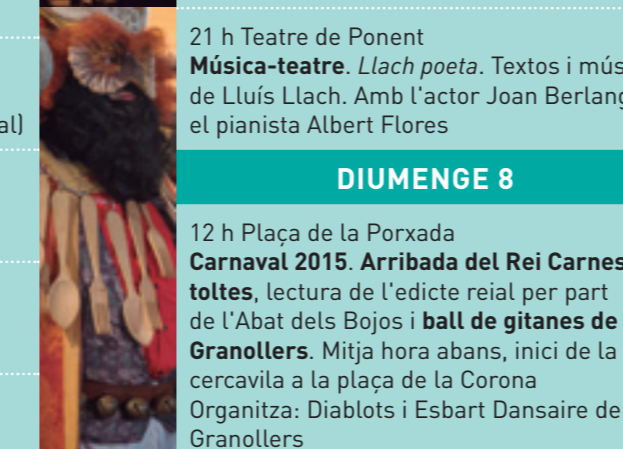 al)
21 h Teatre de Ponent
Música-teatre. Llach poeta. Textos i mús
de Lluís Llach. Amb l'actor Joan Berlang
el pianista Albert Flores
DIUMENGE 8
12 h Plaça de la Porxada
Carnaval 2015. Arribada del Rei Carnes
toltes, lectura de l'edicte reial per part
de l'Abat dels Bojos i ball de gitanes de
Granollers. Mitja hora abans, inici de la
cercavila a la plaça de la Corona
Organitza: Diablots i Esbart Dansaire de
Granollers